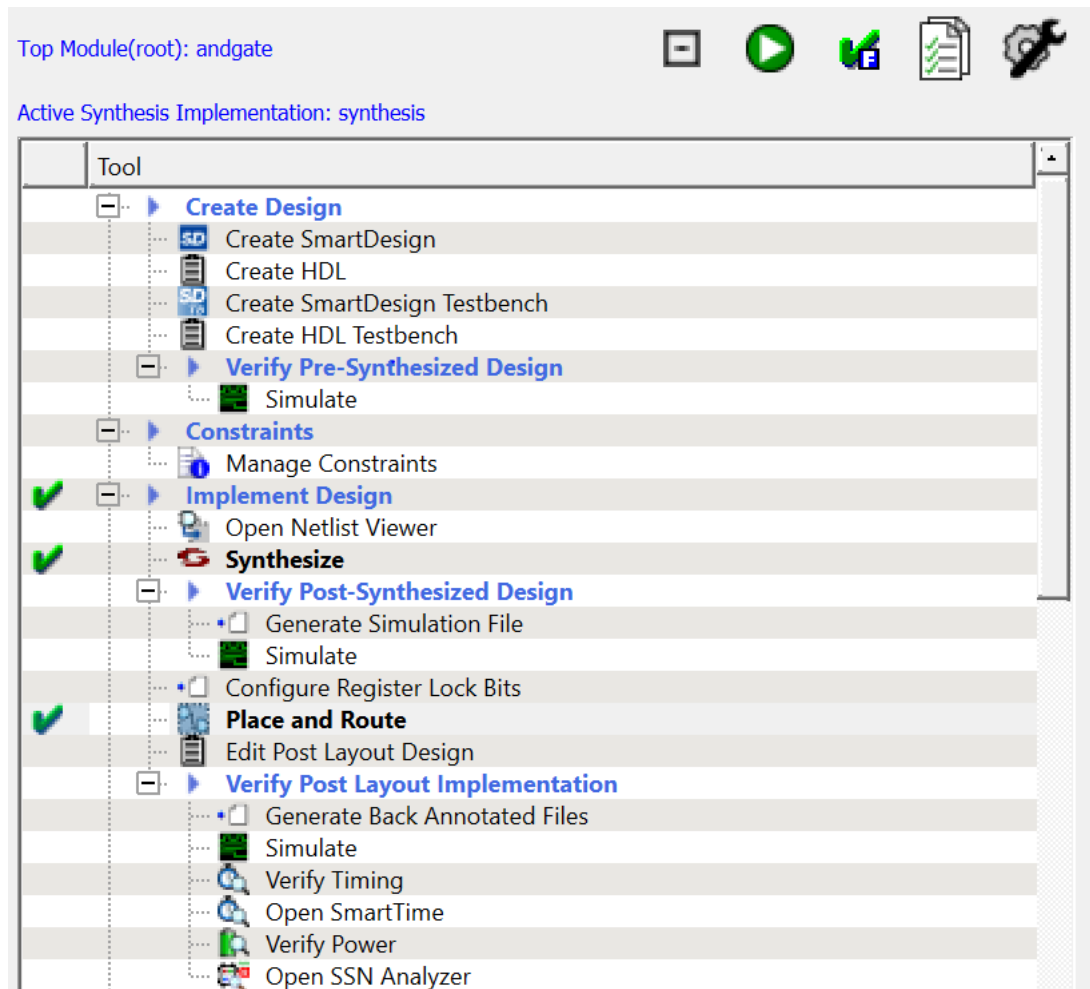 Top Module(root): andgate
F
Active Synthesis Implementation: synthesis
Tool
Create Design
SD Create SmartDesign
Create HDL
SD Create SmartDesign Testbench
Create HDL Testbench
Verify Pre-Synthesized Design
Simulate
Constraints
Manage Constraints
Implement Design
Open Netlist Viewer
Synthesize
Verify Post-Synthesized Design
Generate Simulation File
Simulate
Configure Register Lock Bits
Place and Route
Edit Post Layout Design
Verify Post Layout Implementation
Generate Back Annotated Files
Simulate
Verify Timing
Open SmartTime
Verify Power
Open SSN Analyzer